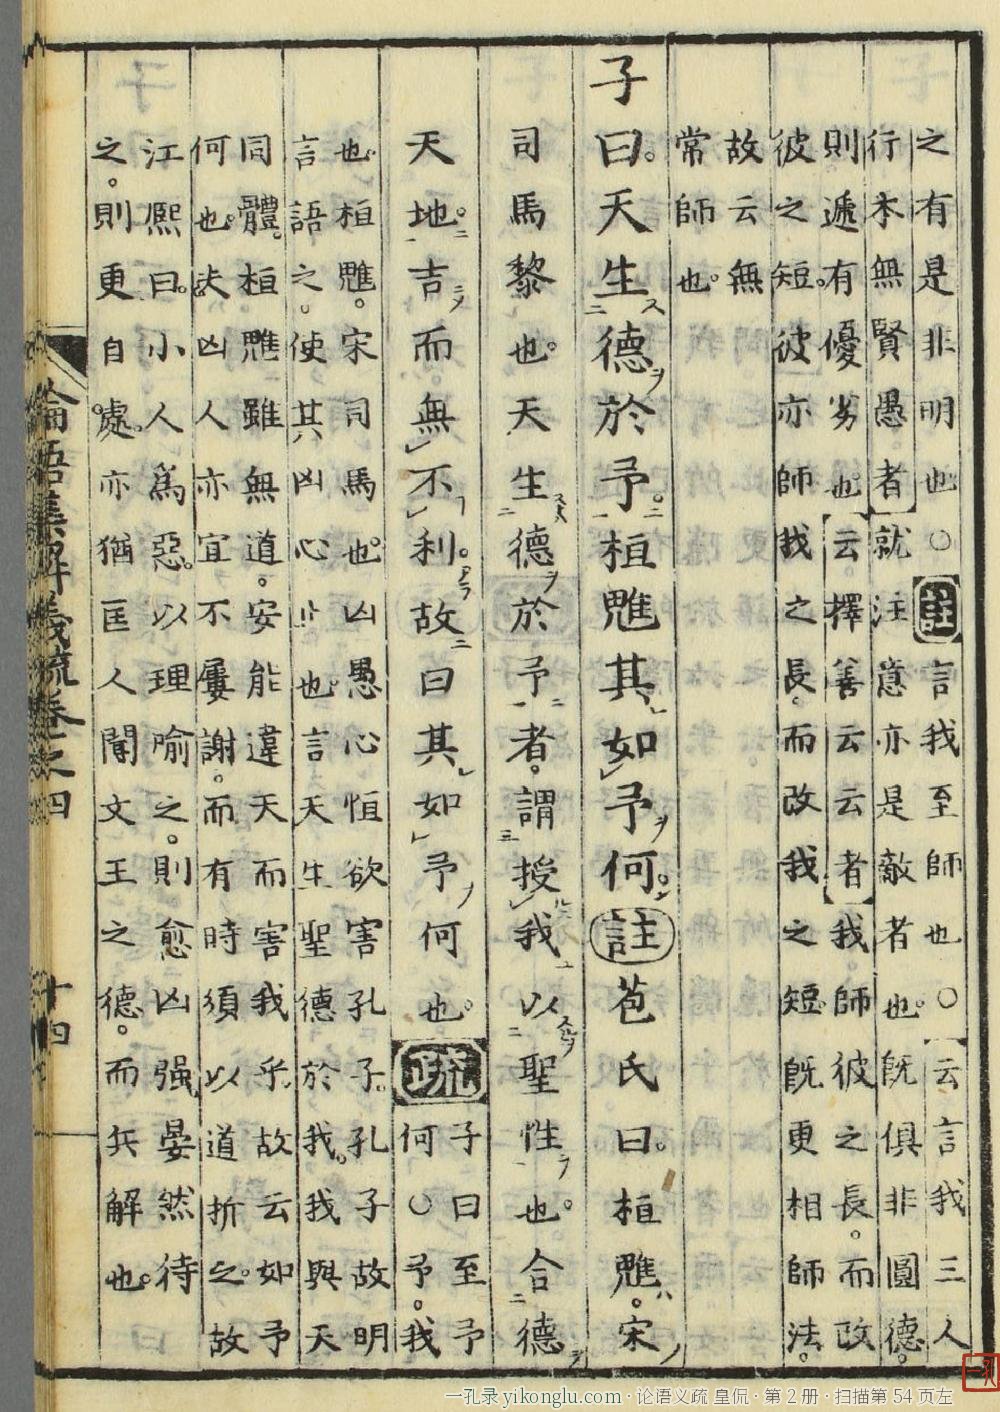 之有是非明也○註言我至師也○云言我三人
行本無賢愚者就注意亦是敵者也。既俱非圓德。
則遞有優劣也云擇善云云者我。師彼之長。而改
彼之短。彼亦師我之長。而改我之短。既更相師法。
故云無
常師也。
子曰。天生德於予。桓魋其如予何。註苞氏曰。桓魋。宋
司馬黎也。天生德於予者。謂授我以聖性也。合德
天地。吉而無不利。故曰其如予何也。疏
子曰至予
何○予。我
也。桓魋。宋司馬也。凶愚心恒欲害孔子。孔子故明
言語之。使其凶心止也。言天生聖德於我。我與天
同體。桓魋雖無道。安能違天而害我乎。故云如予
何也。夫凶人亦宜不屢謝。而有時須以道折之。故
江熈曰。小人爲惡。以理喻之。則愈凶强。晏然待
之。則更自處。亦猶匡人聞文王之德。而兵解也。
論語集解義疏卷之四
十四
一孔
一孔录 yikonglu.com · 论语义疏 皇侃 · 第 2 册 · 扫描第 54 页左